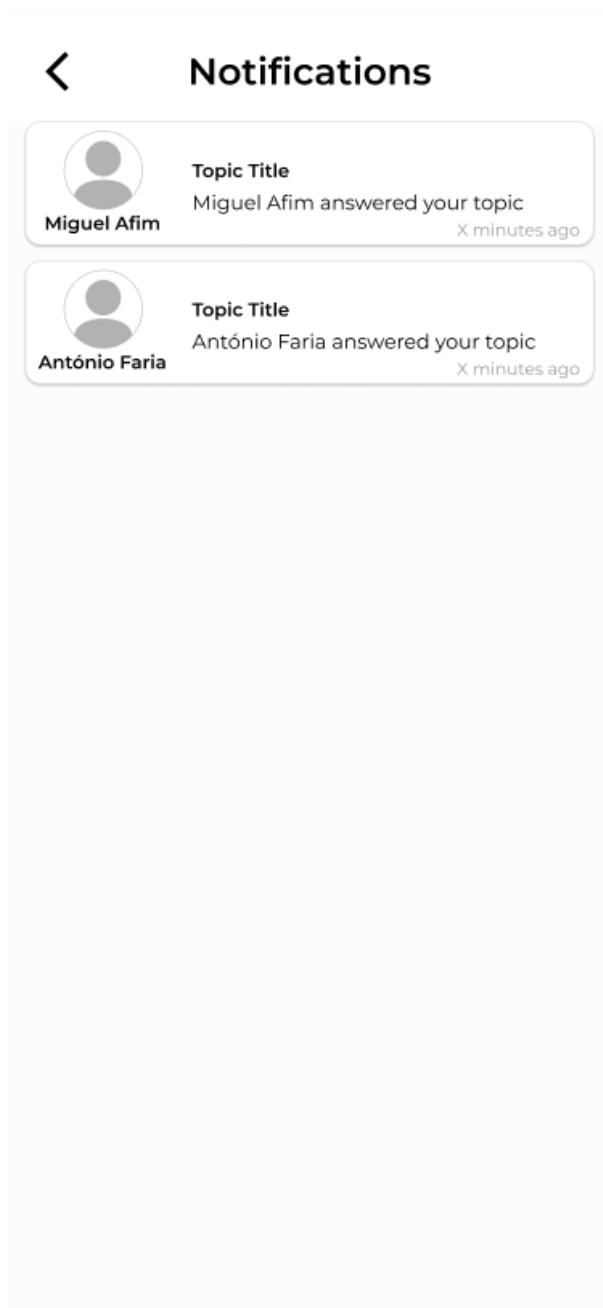 Notifications
Topic Title
Miguel Afim answered your topic
Miguel Afim
X minutes ago
Topic Title
António Faria answered your topic
António Faria
X minutes ago